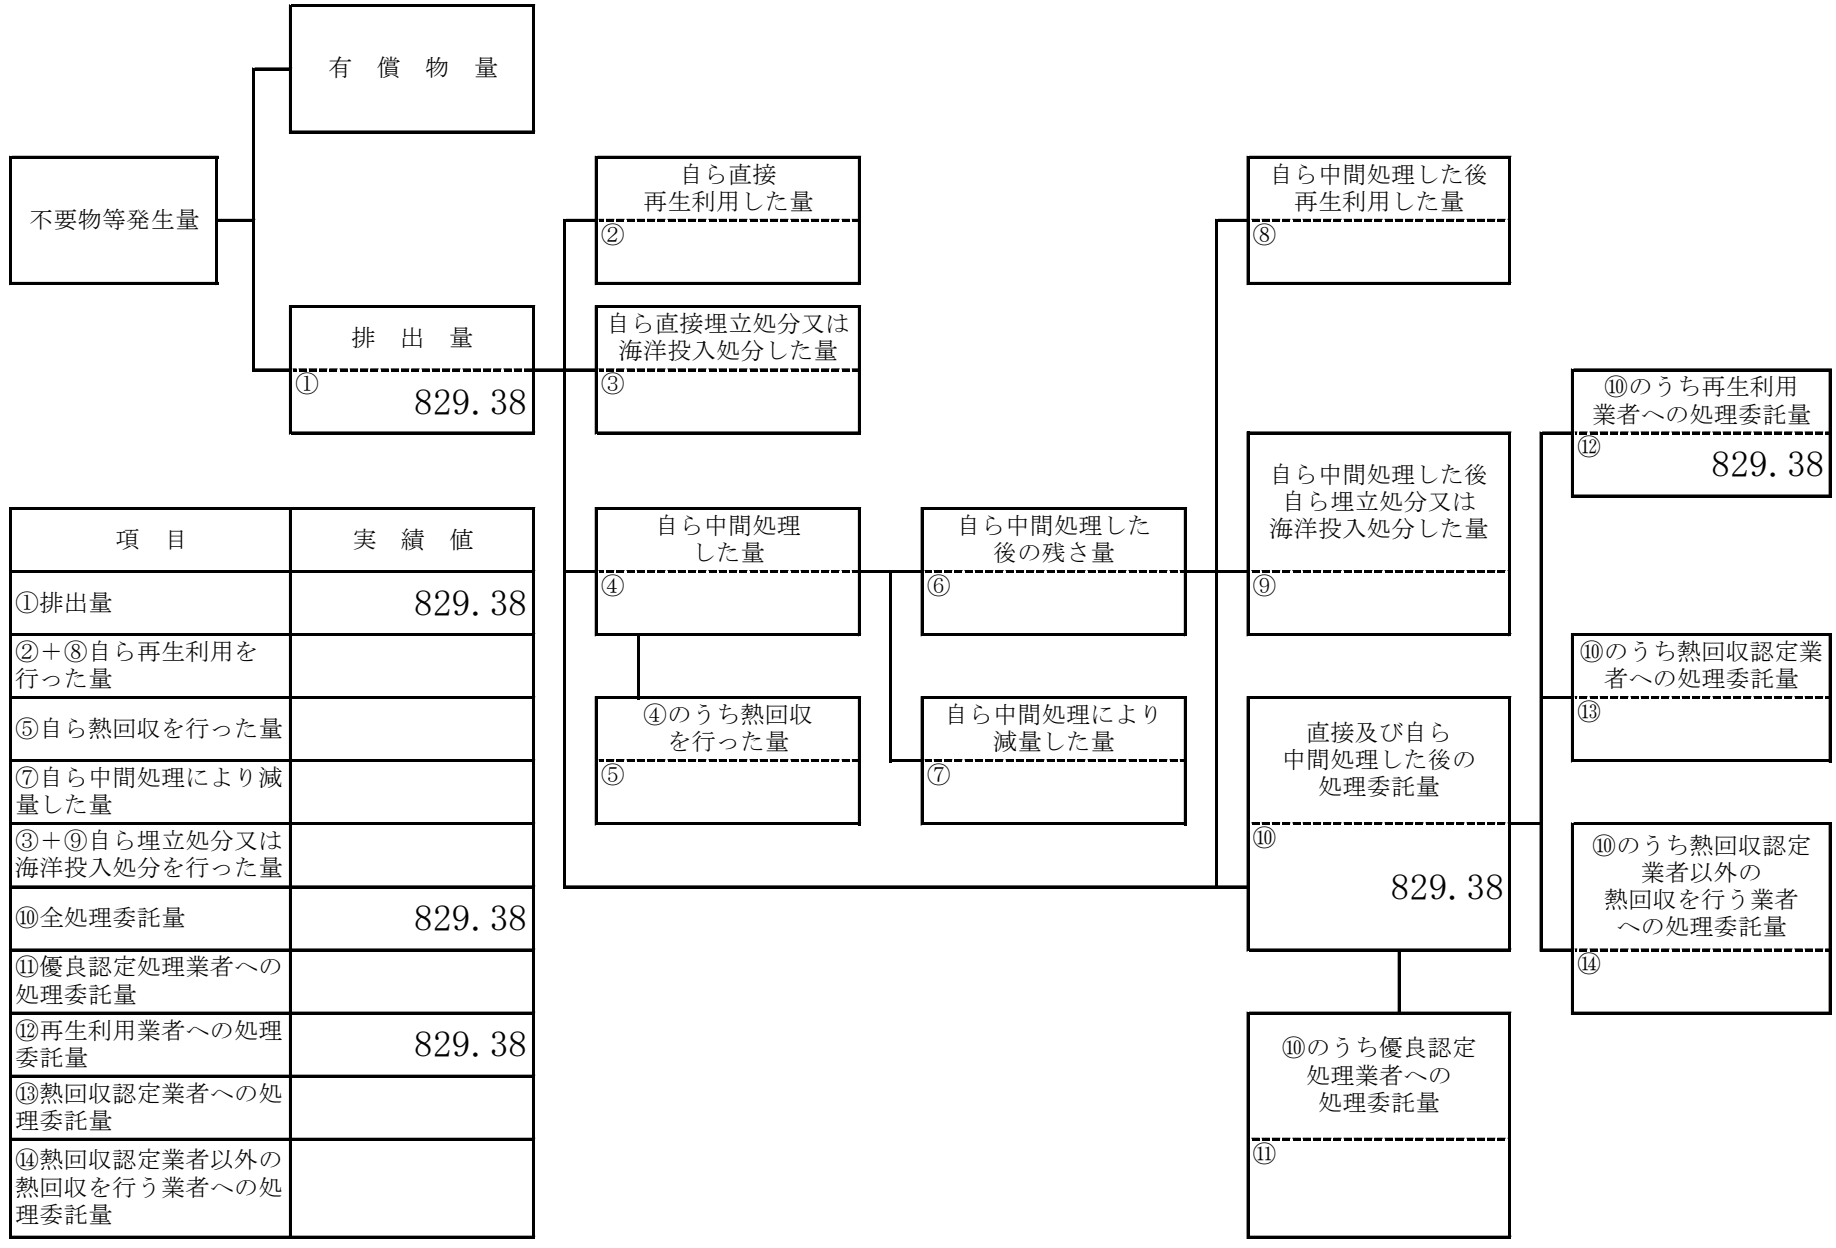 有　償　物　量
不要物等発生量
排　出　量
①
829.38
自ら直接
再生利用した量
②
自ら直接埋立処分又は
海洋投入処分した量
③
自ら中間処理
した量
④
④のうち熱回収
を行った量
⑤
自ら中間処理した
後の残さ量
⑥
自ら中間処理により
減量した量
⑦
自ら中間処理した後
再生利用した量
⑧
自ら中間処理した後
自ら埋立処分又は
海洋投入処分した量
⑨
直接及び自ら
中間処理した後の
処理委託量
⑩
829.38
⑩のうち優良認定
処理業者への
処理委託量
⑪
⑩のうち再生利用
業者への処理委託量
⑫
829.38
⑩のうち熱回収認定業
者への処理委託量
⑬
⑩のうち熱回収認定
業者以外の
熱回収を行う業者
への処理委託量
⑭
項　目
実　績　値
①排出量
829.38
②＋⑧自ら再生利用を
行った量
⑤自ら熱回収を行った量
⑦自ら中間処理により減
量した量
③＋⑨自ら埋立処分又は
海洋投入処分を行った量
⑩全処理委託量
829.38
⑪優良認定処理業者への
処理委託量
⑫再生利用業者への処理
委託量
829.38
⑬熱回収認定業者への処
理委託量
⑭熱回収認定業者以外の
熱回収を行う業者への処
理委託量